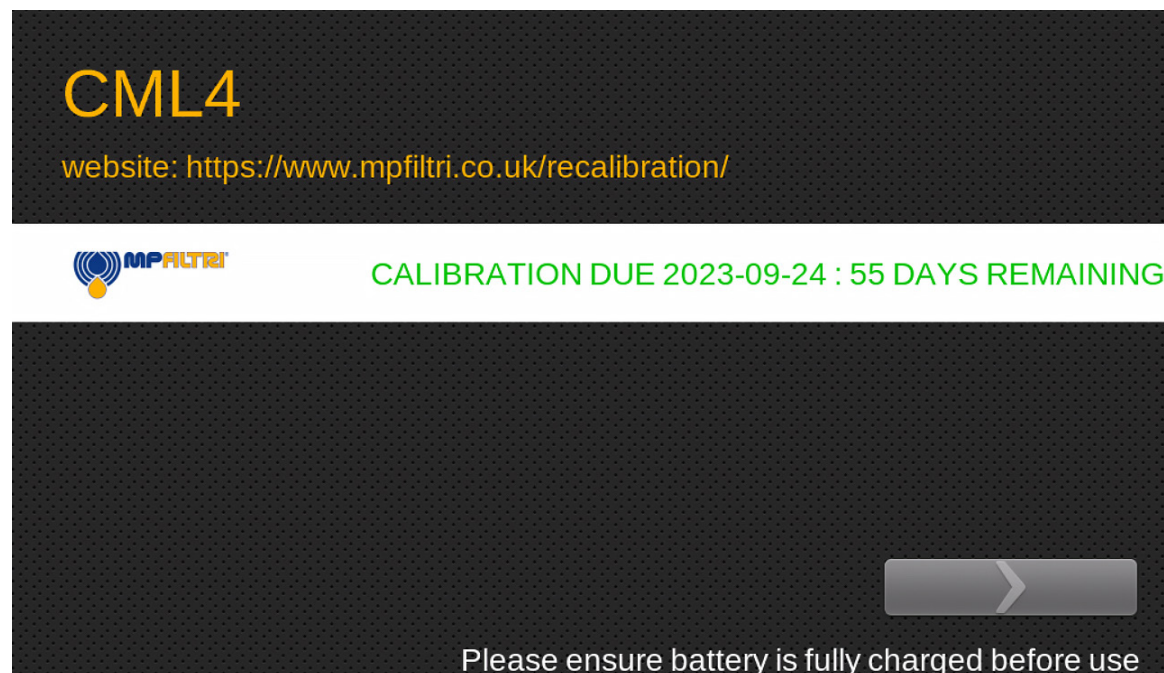 CML4
website: https://www.mpfiltri.co.uk/recalibration/
MPFILTRI®
CALIBRATION DUE 2023-09-24 : 55 DAYS REMAINING
Please ensure battery is fully charged before use